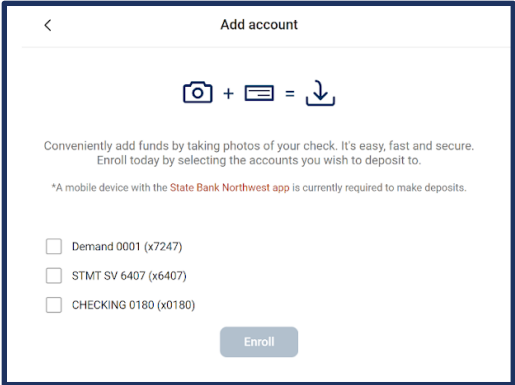 Add account
+ =
Conveniently add funds by taking photos of your check. It's easy, fast and secure.
Enroll today by selecting the accounts you wish to deposit to.
*A mobile device with the State Bank Northwest app is currently required to make deposits.
Demand 0001 (x7247)
STMT SV 6407 (x6407)
CHECKING 0180 (x0180)
Enroll